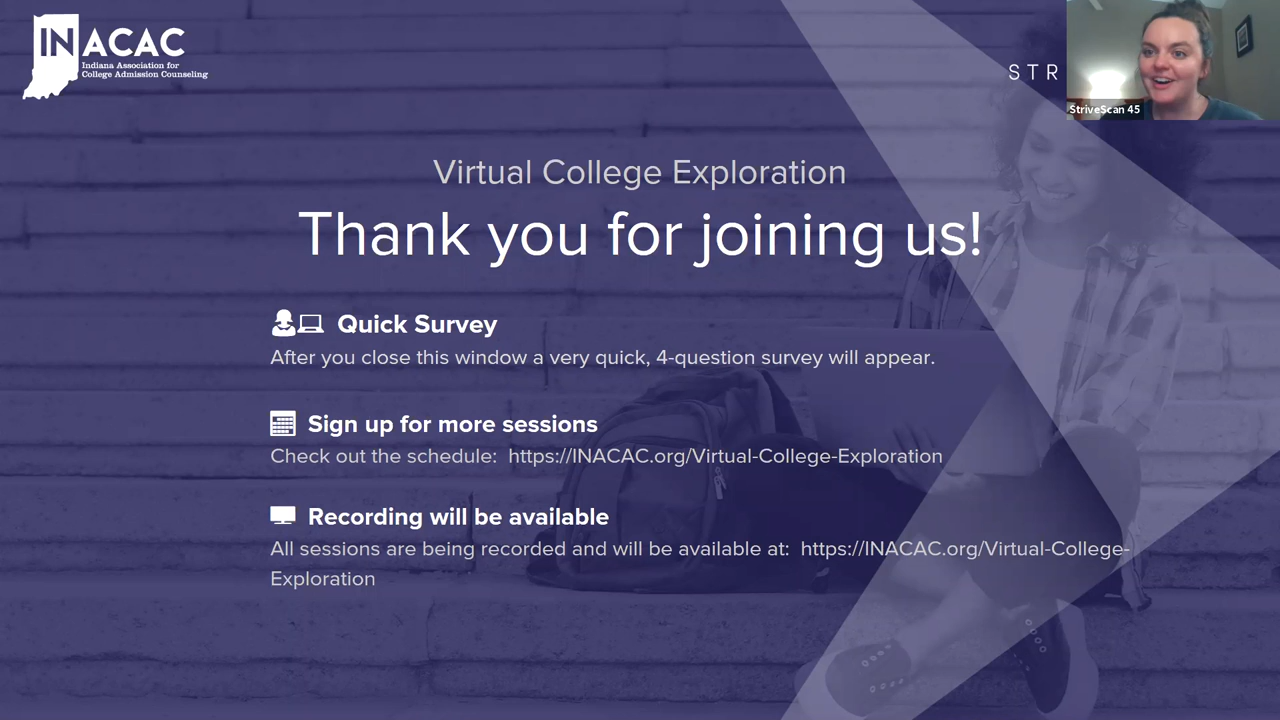 INACAC
Indiana Association for
College Admission Counseling
STR
StriveScan 45
Virtual College Exploration
Thank you for joining us!
Quick Survey
After you close this window a very quick, 4-question survey will appear.
Sign up for more sessions
Check out the schedule: https://INACAC.org/Virtual-College-Exploration
Recording will be available
All sessions are being recorded and will be available at: https://INACAC.org/Virtual-College-
Exploration